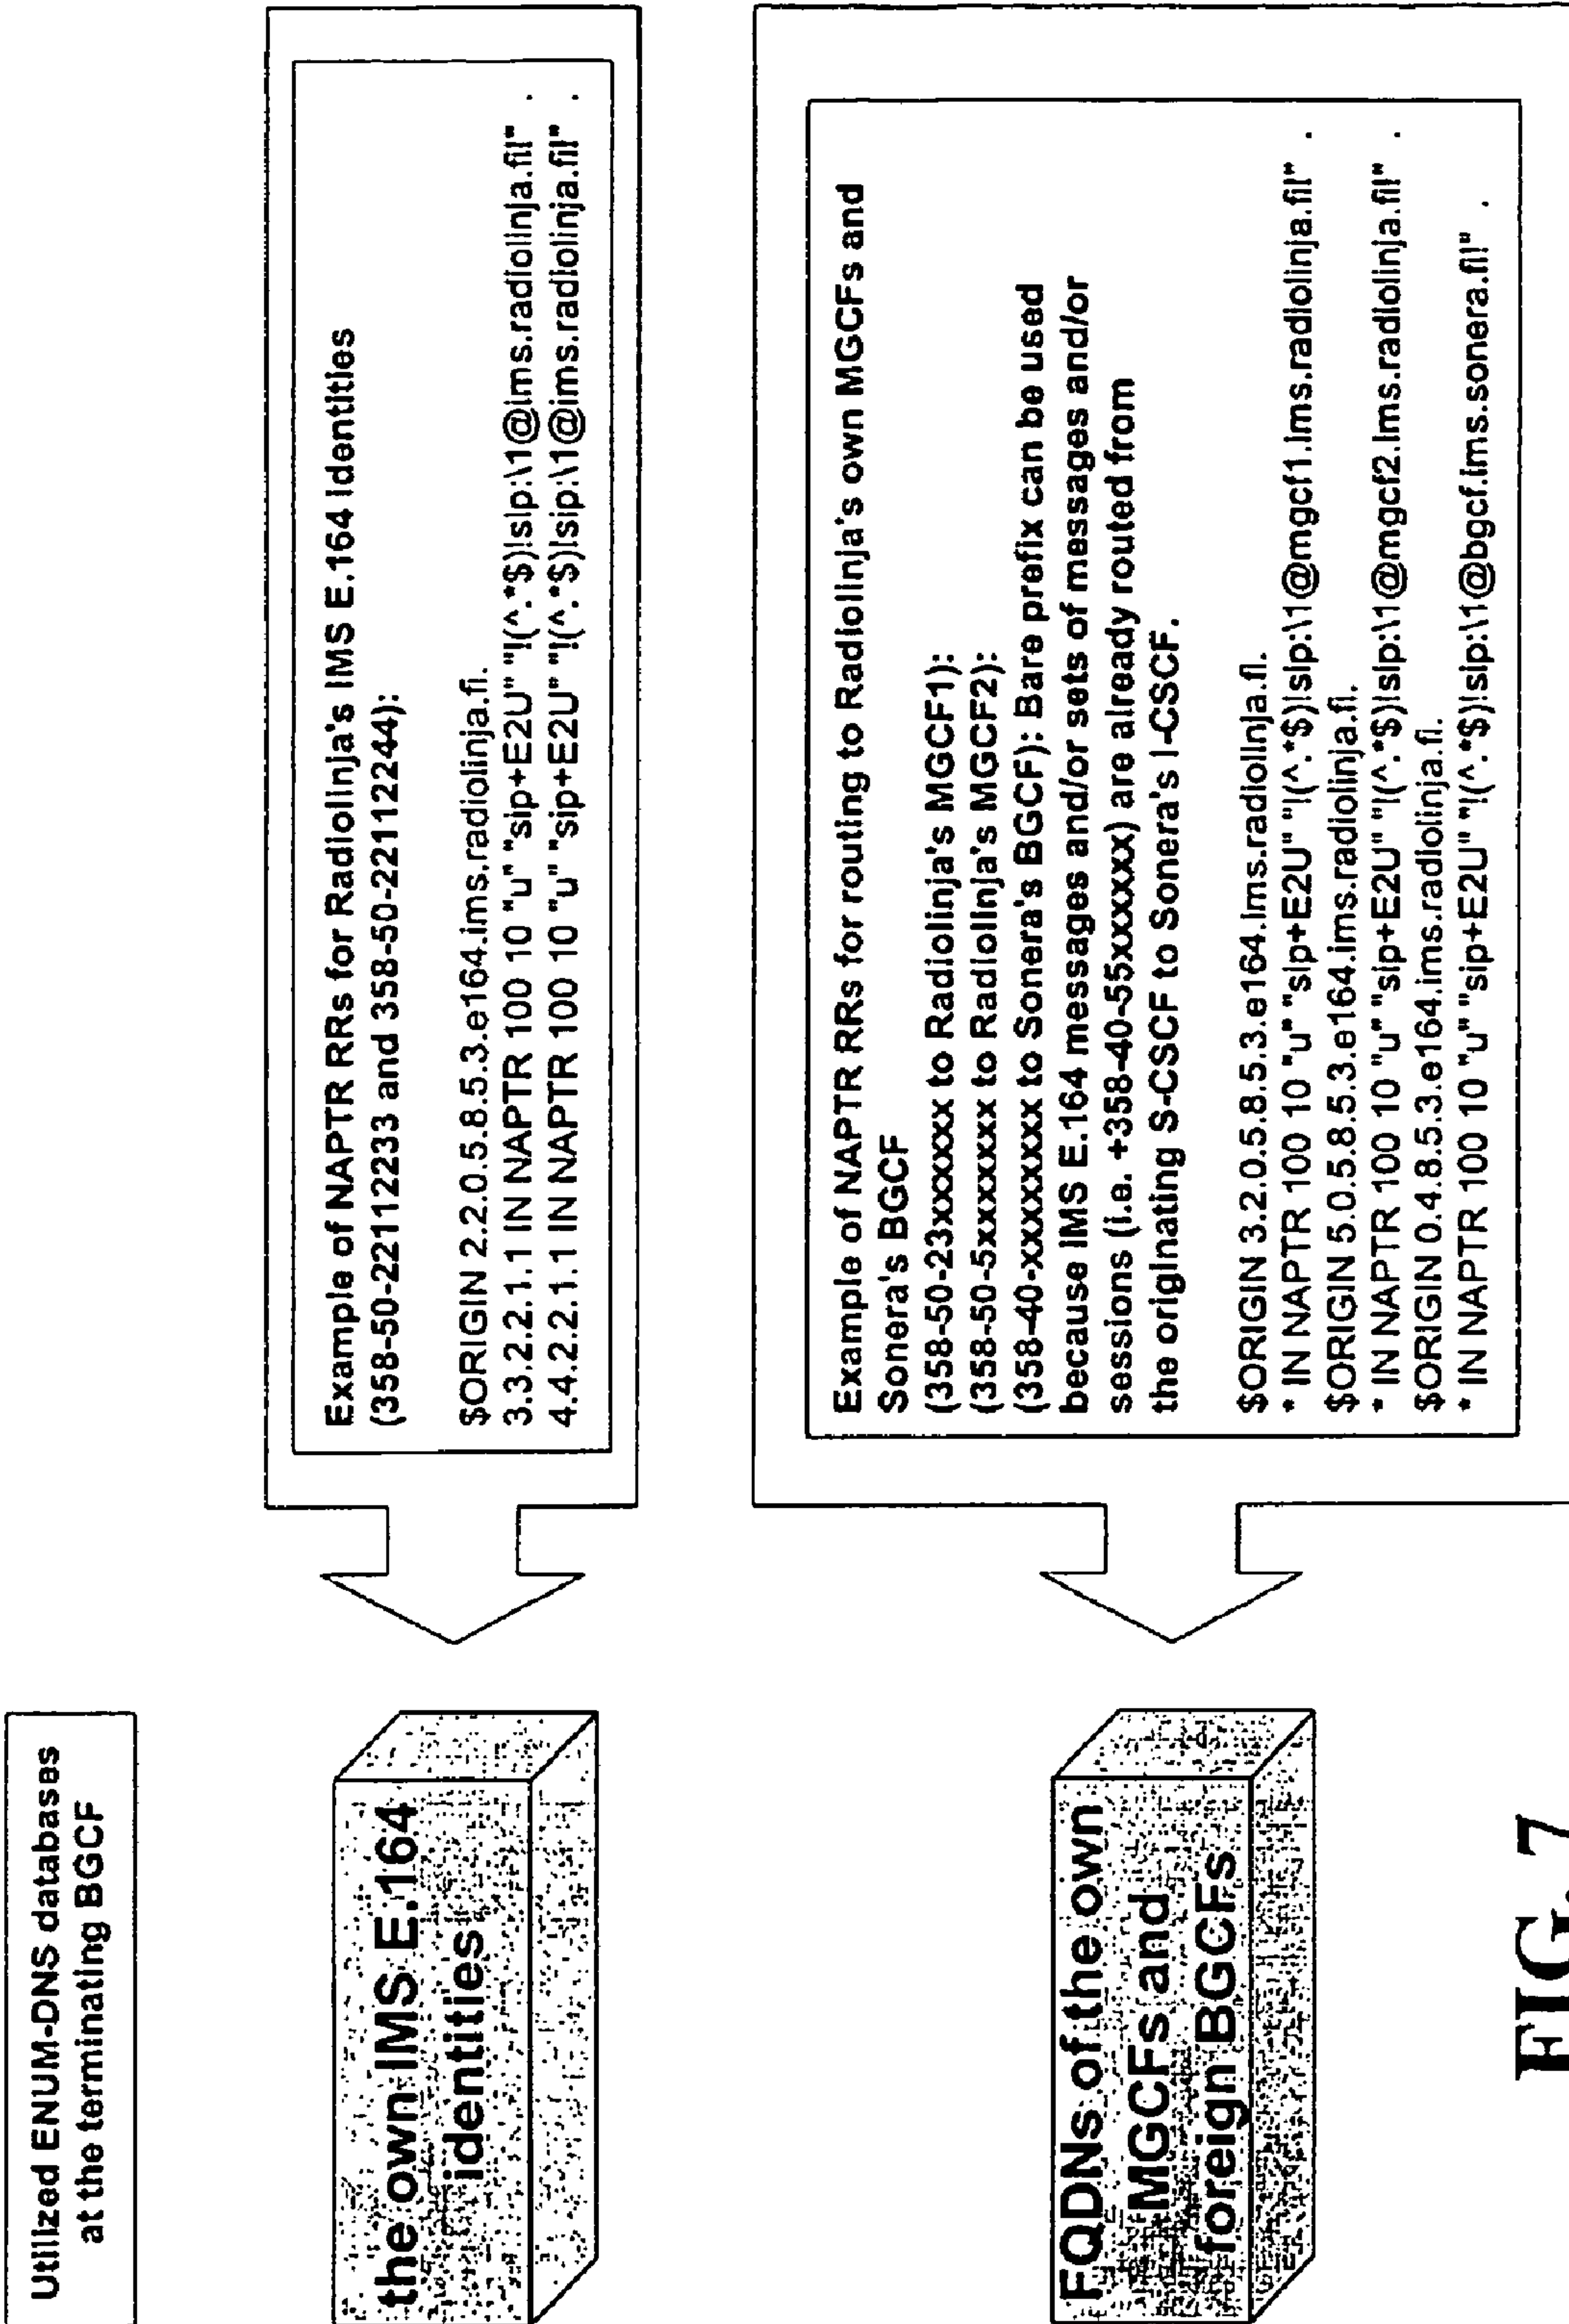 Utilized ENUM-DNS databases
at the terminating BGCF
the own IMS E.164
identities
Example of NAPTR RRs for Radiolinja's IMS E.164 Identities
(358-50-22112233 and 358-50-22112244):
$ORIGIN 2.2.0.5.8.5.3.e164.ims.radiolinja.fi.
3.3.2.2.1.1 IN NAPTR 100 10 "u" "sip+E2U" "!(^.*$)!sip:\1@ims.radiolinja.fi!" .
4.4.2.2.1.1 IN NAPTR 100 10 "u" "sip+E2U" "!(^.*$)!sip:\1@ims.radiolinja.fi!" .
FQDNs of the own
MGCFs and
foreign BGCFs
Example of NAPTR RRs for routing to Radiolinja's own MGCFs and
Sonera's BGCF
(358-50-23xxxxxx to Radiolinja's MGCF1):
(358-50-5xxxxxxx to Radiolinja's MGCF2):
(358-40-xxxxxxxx to Sonera's BGCF): Bare prefix can be used
because IMS E.164 messages and/or sets of messages and/or
sessions (i.e. +358-40-55xxxxxx) are already routed from
the originating S-CSCF to Sonera's I-CSCF.
$ORIGIN 3.2.0.5.8.5.3.e164.ims.radiolinja.fi.
* IN NAPTR 100 10 "u" "sip+E2U" "!(^.*$)!sip:\1@mgcf1.ims.radiolinja.fi!" .
$ORIGIN 5.0.5.8.5.3.e164.ims.radiolinja.fi.
* IN NAPTR 100 10 "u" "sip+E2U" "!(^.*$)!sip:\1@mgcf2.ims.radiolinja.fi!" .
$ORIGIN 0.4.8.5.3.e164.ims.radiolinja.fi.
* IN NAPTR 100 10 "u" "sip+E2U" "!(^.*$)!sip:\1@bgcf.ims.sonera.fi!" .
FIG. 7